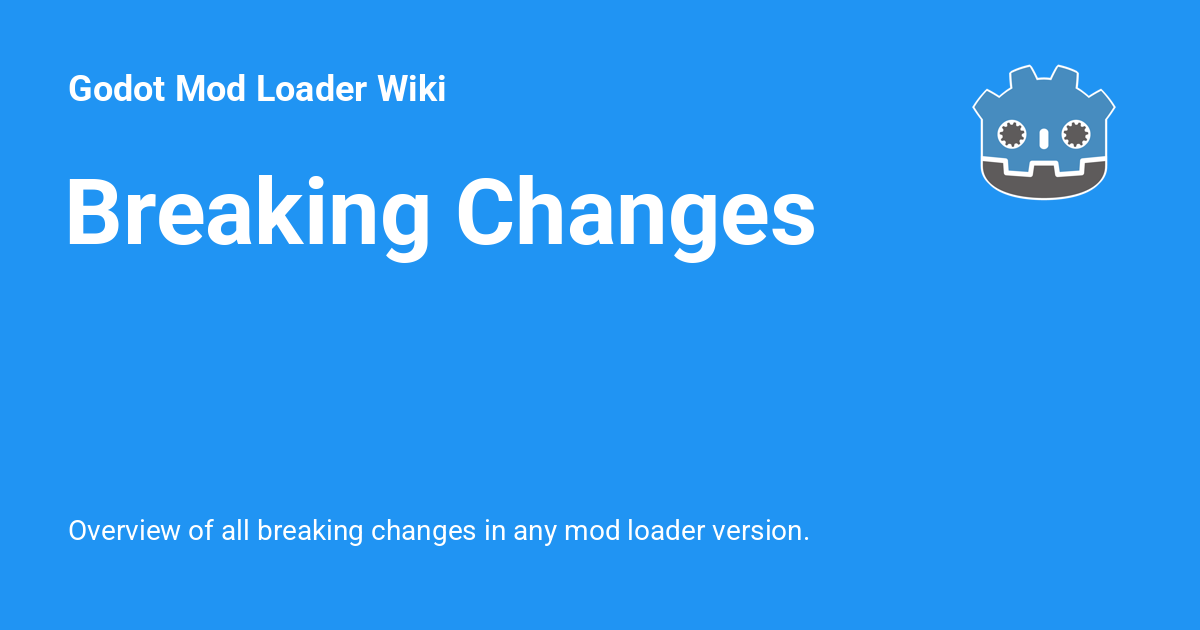 Godot Mod Loader Wiki
Breaking Changes
Overview of all breaking changes in any mod loader version.